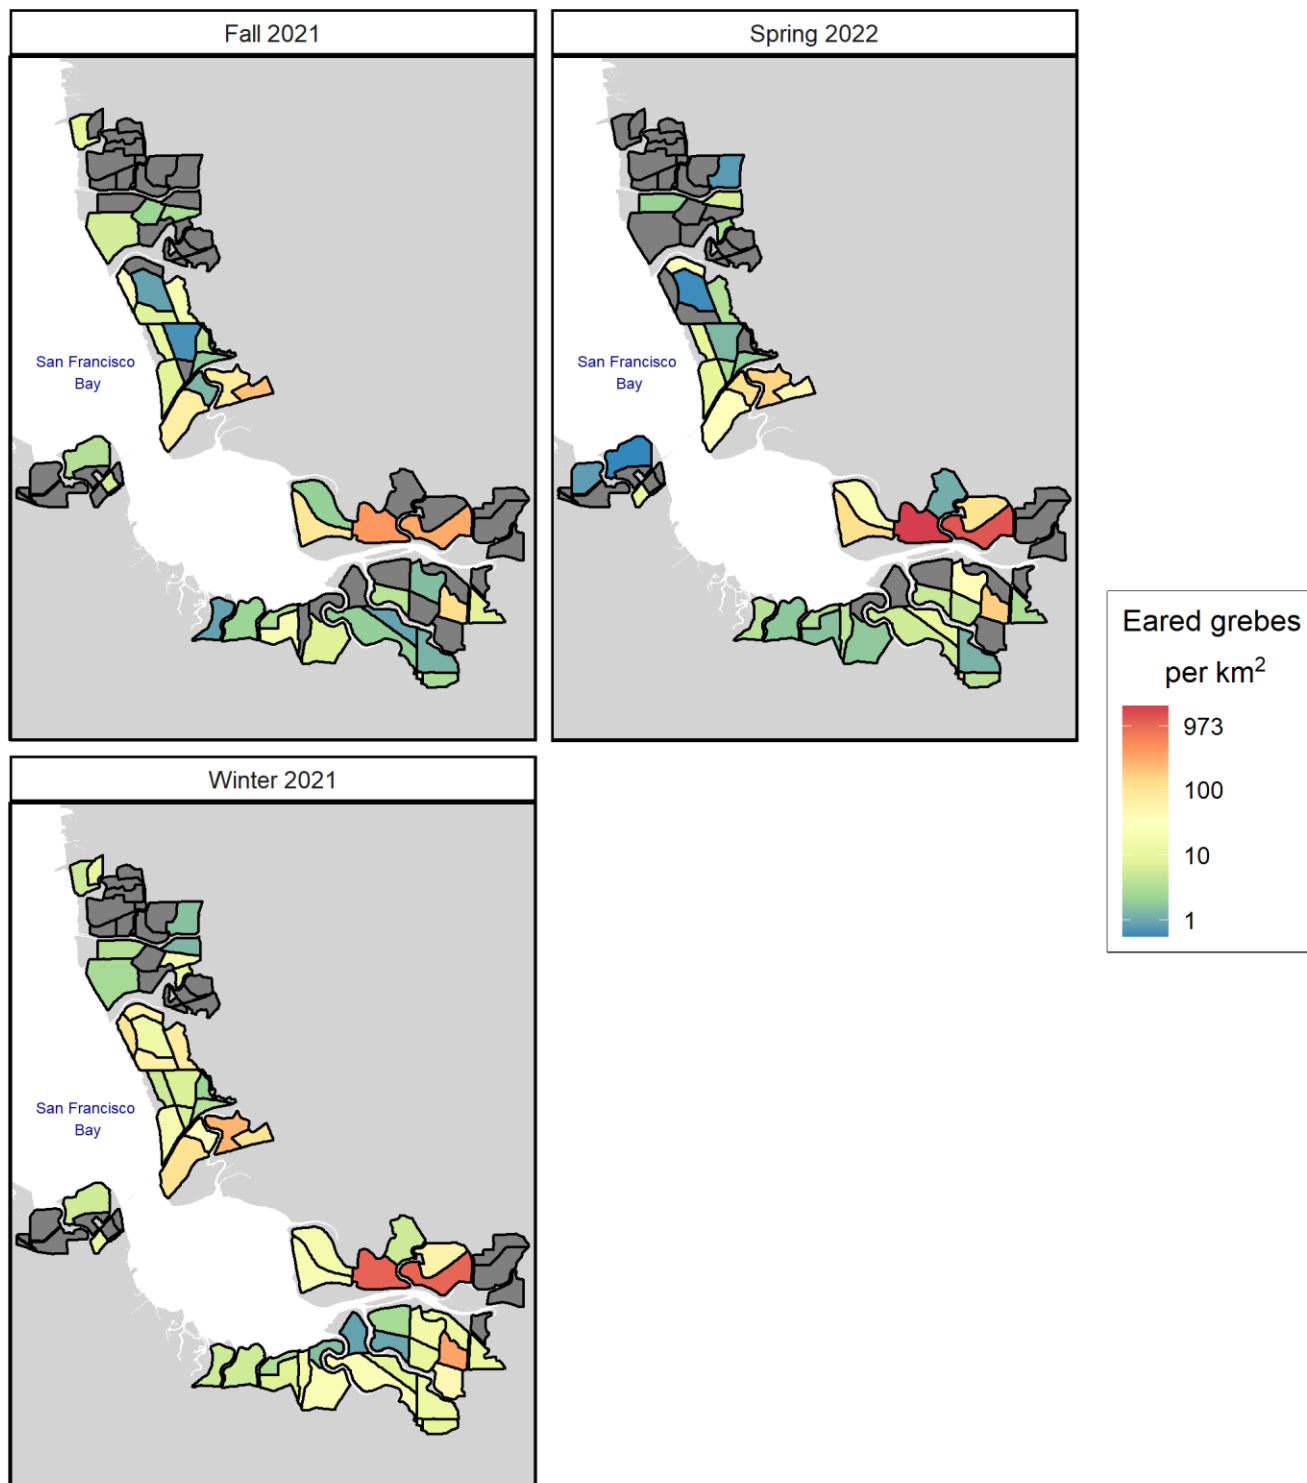 Fall 2021
Spring 2022
San Francisco
Bay
San Francisco
Bay
Eared grebes
per km²
973
100
10
1
Winter 2021
San Francisco
Bay